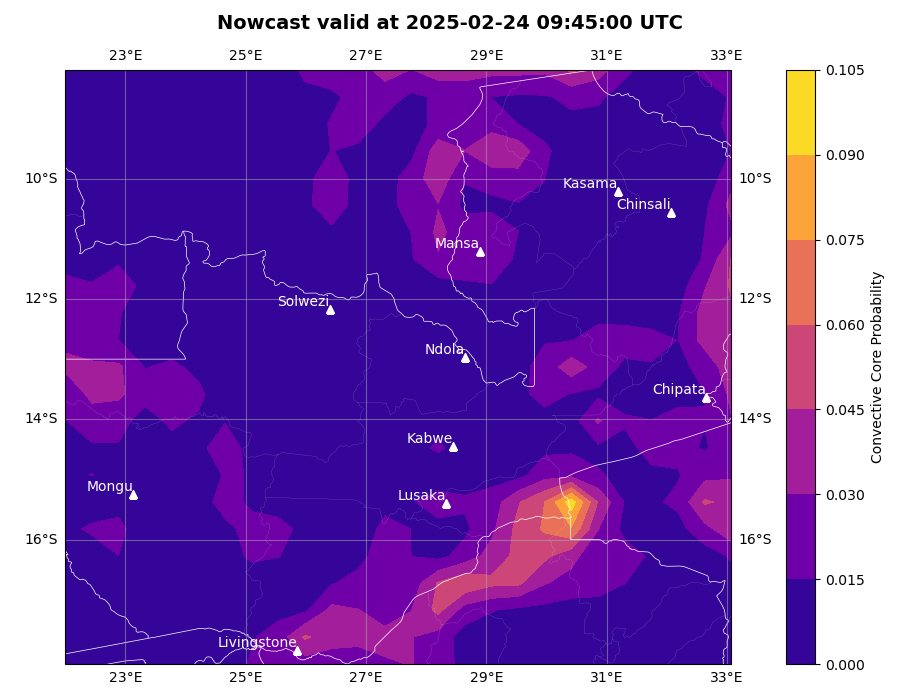 Nowcast valid at 2025-02-24 09:45:00 UTC
23°E 25°E 27°E 29°E 31°E 33°E
0.105
0.090
10°S 10°S
Kasama
Chinsali
0.075
Mansa
12°S 12°S
Solwezi
0.060
Ndola
Chipata
14°S 14°S
0.045
Kabwe
Mongu
Lusaka
0.030
16°S 16°S
0.015
Livingstone
0.000
23°E 25°E 27°E 29°E 31°E 33°E
Convective Core Probability